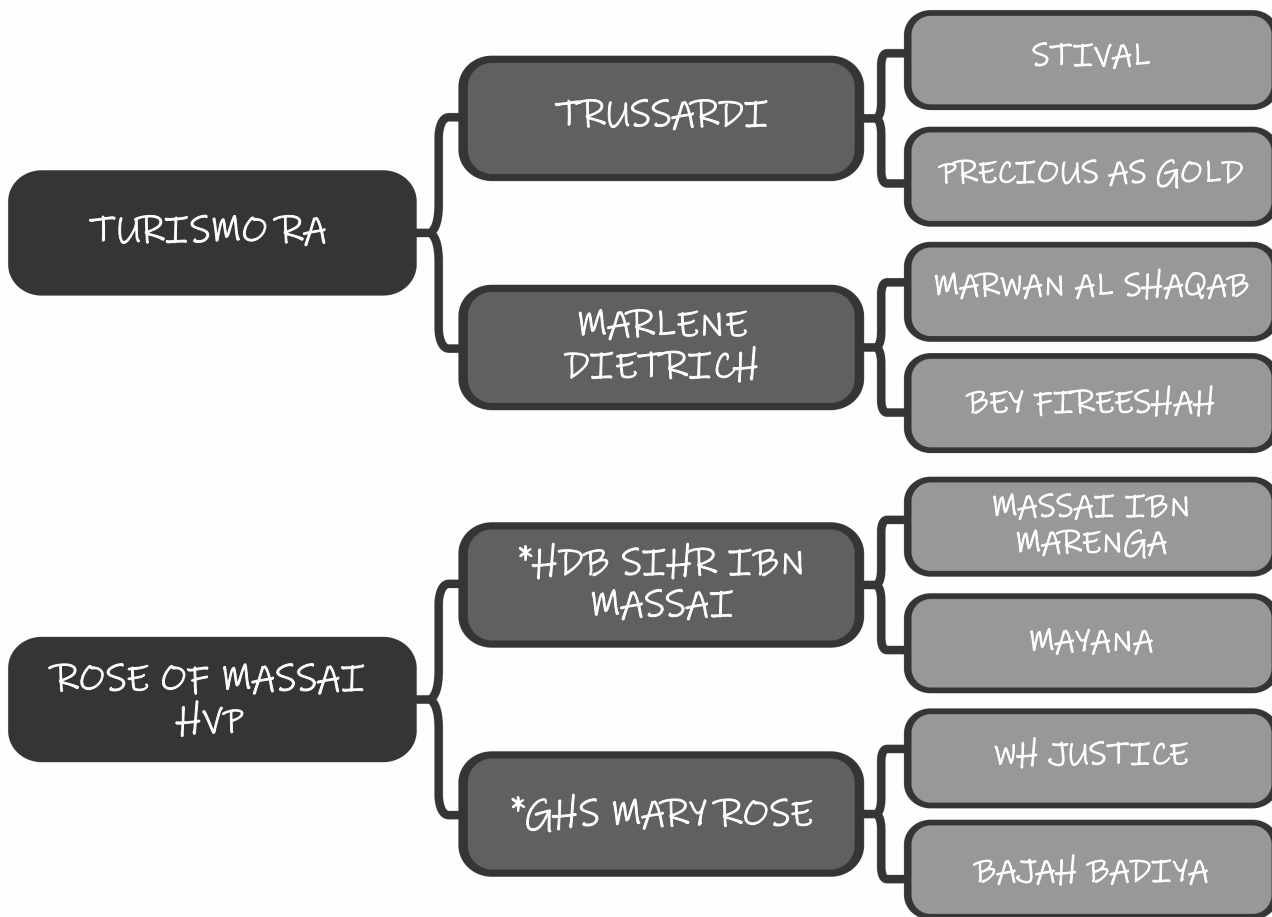 STIVAL
TRUSSARDI
PRECIOUS AS GOLD
TURISMO RA
MARWAN AL SHAQAB
MARLENE
DIETRICH
BEY FIREESHAH
MASSAI IBN
MARENGA
*HDB SIHR IBN
MASSAI
MAYANA
ROSE OF MASSAI
HVP
WH JUSTICE
*GHS MARY ROSE
BAJAH BADIYA